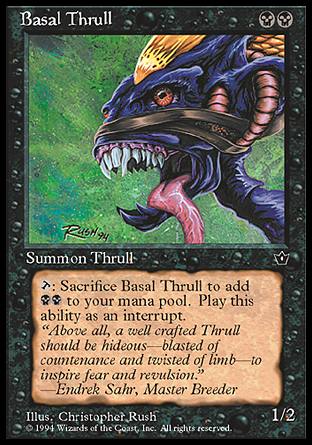 Basal Thrull
RUSH 94
Summon Thrull
: Sacrifice Basal Thrull to add
to your mana pool. Play this
ability as an interrupt.
"Above all, a well crafted Thrull
should be hideous—blasted of
countenance and twisted of limb—to
inspire fear and revulsion."
—Endrek Sahr, Master Breeder
1/2
Illus. Christopher Rush
© 1994 Wizards of the Coast, Inc. All rights reserved.